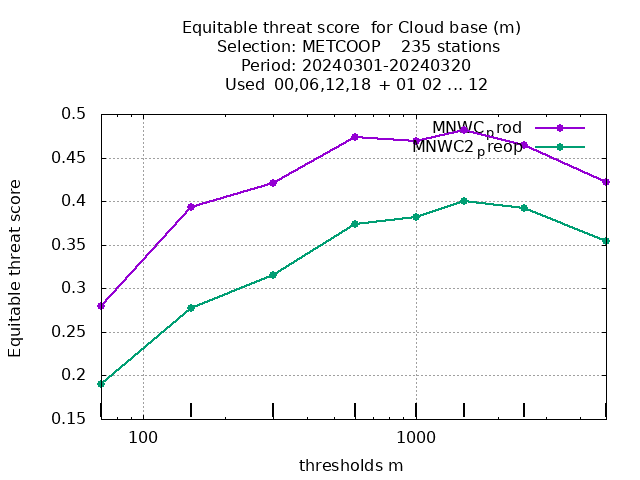 Equitable threat score for Cloud base (m)
Selection: METCOOP 235 stations
Period: 20240301-20240320
Used 00,06,12,18 + 01 02 ... 12
MNWCprod
MNWC2preop
Equitable threat score
0.5
0.45
0.4
0.35
0.3
0.25
0.2
0.15
100
1000
thresholds m